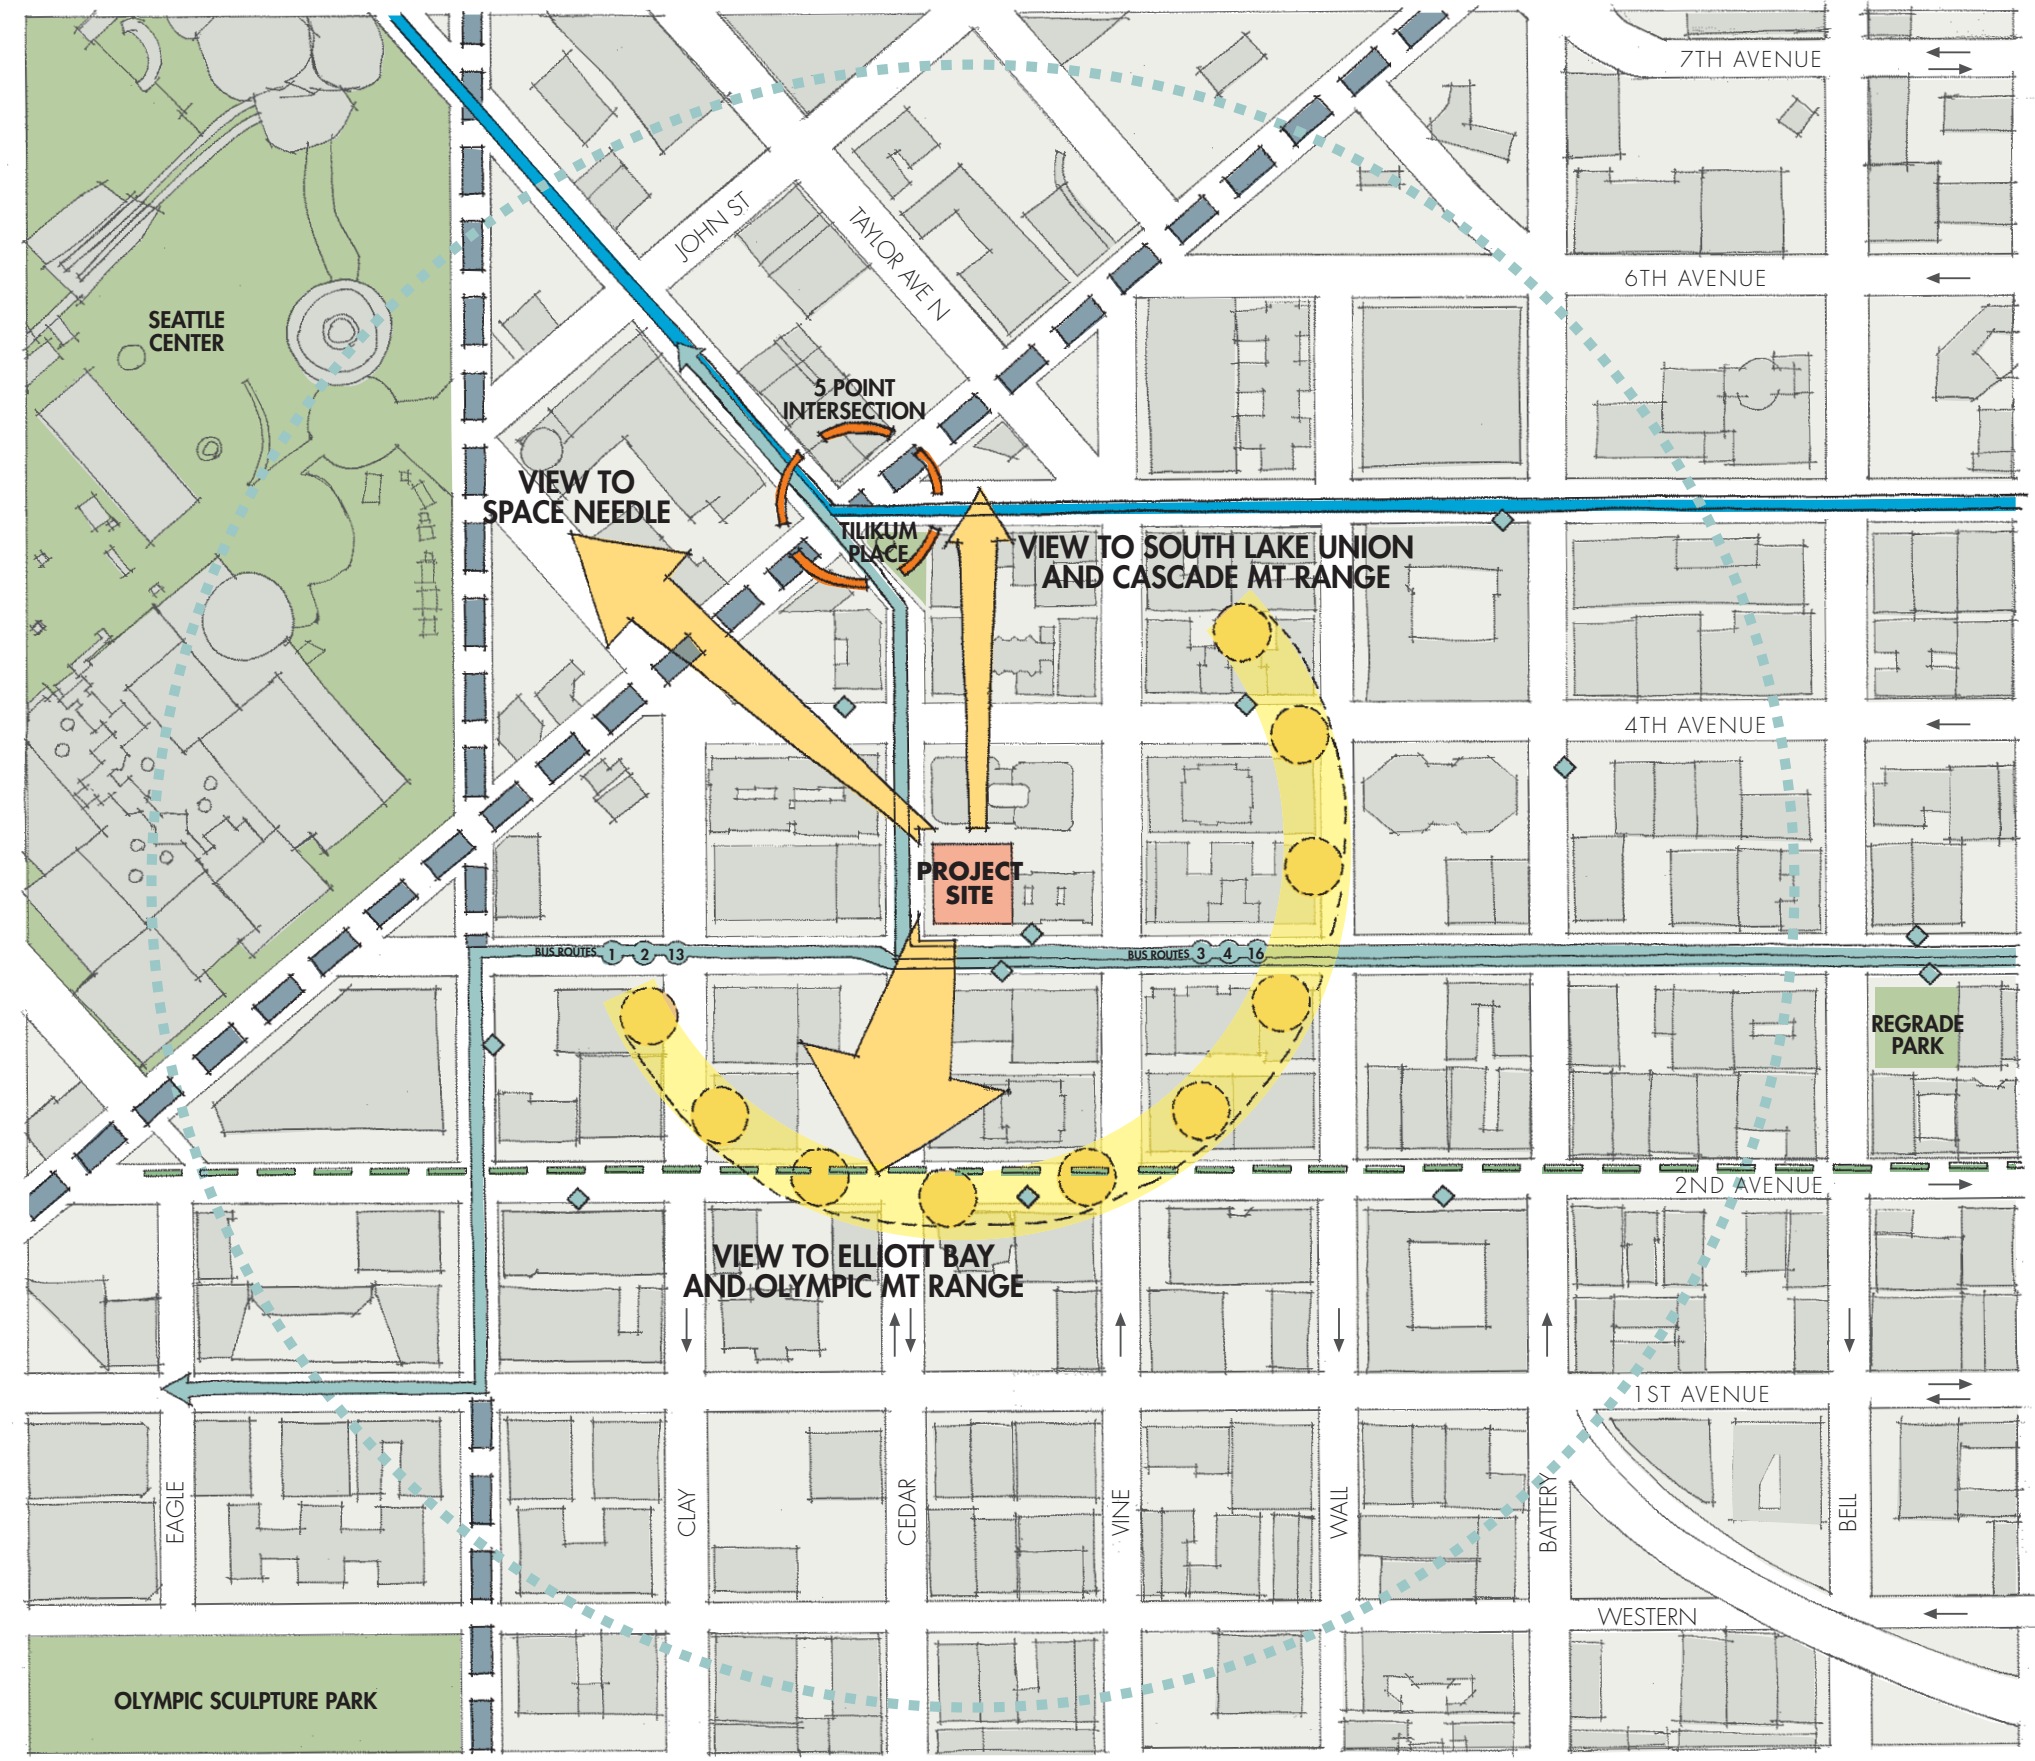 7TH AVENUE
JOHN ST
TAYLOR AVE N
6TH AVENUE
SEATTLE
CENTER
5 POINT
INTERSECTION
VIEW TO
SPACE NEEDLE
TILIKUM
PLACE
VIEW TO SOUTH LAKE UNION
AND CASCADE MT RANGE
4TH AVENUE
PROJECT
SITE
BUS ROUTES 1 2 13
BUS ROUTES 3 4 16
REGRADE
PARK
2ND AVENUE
VIEW TO ELLIOTT BAY
AND OLYMPIC MT RANGE
1ST AVENUE
EAGLE
CLAY
CEDAR
VINE
WALL
BATTERY
BELL
WESTERN
OLYMPIC SCULPTURE PARK